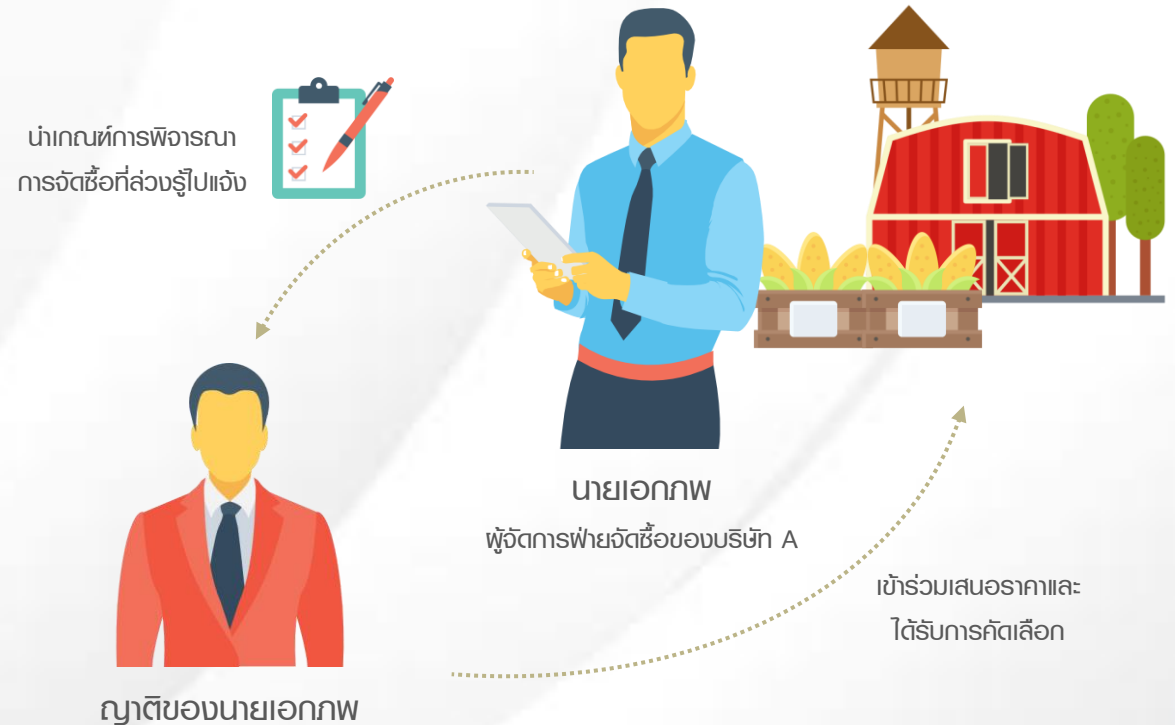 นำเกณฑ์การพิจารณา
การจัดซื้อที่ล่วงรู้ไปแจ้ง
นายเอกภพ
ผู้จัดการฝ่ายจัดซื้อของบริษัท A
เข้าร่วมเสนอราคาและ
ได้รับการคัดเลือก
ญาติของนายเอกภพ